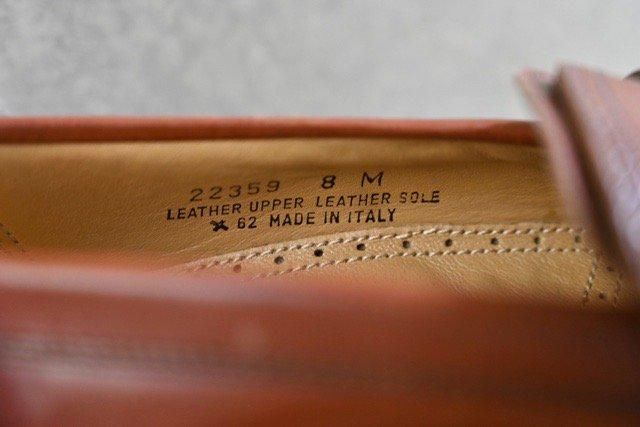 22359 8 M
LEATHER UPPER LEATHER SOLE
62 MADE IN ITALY